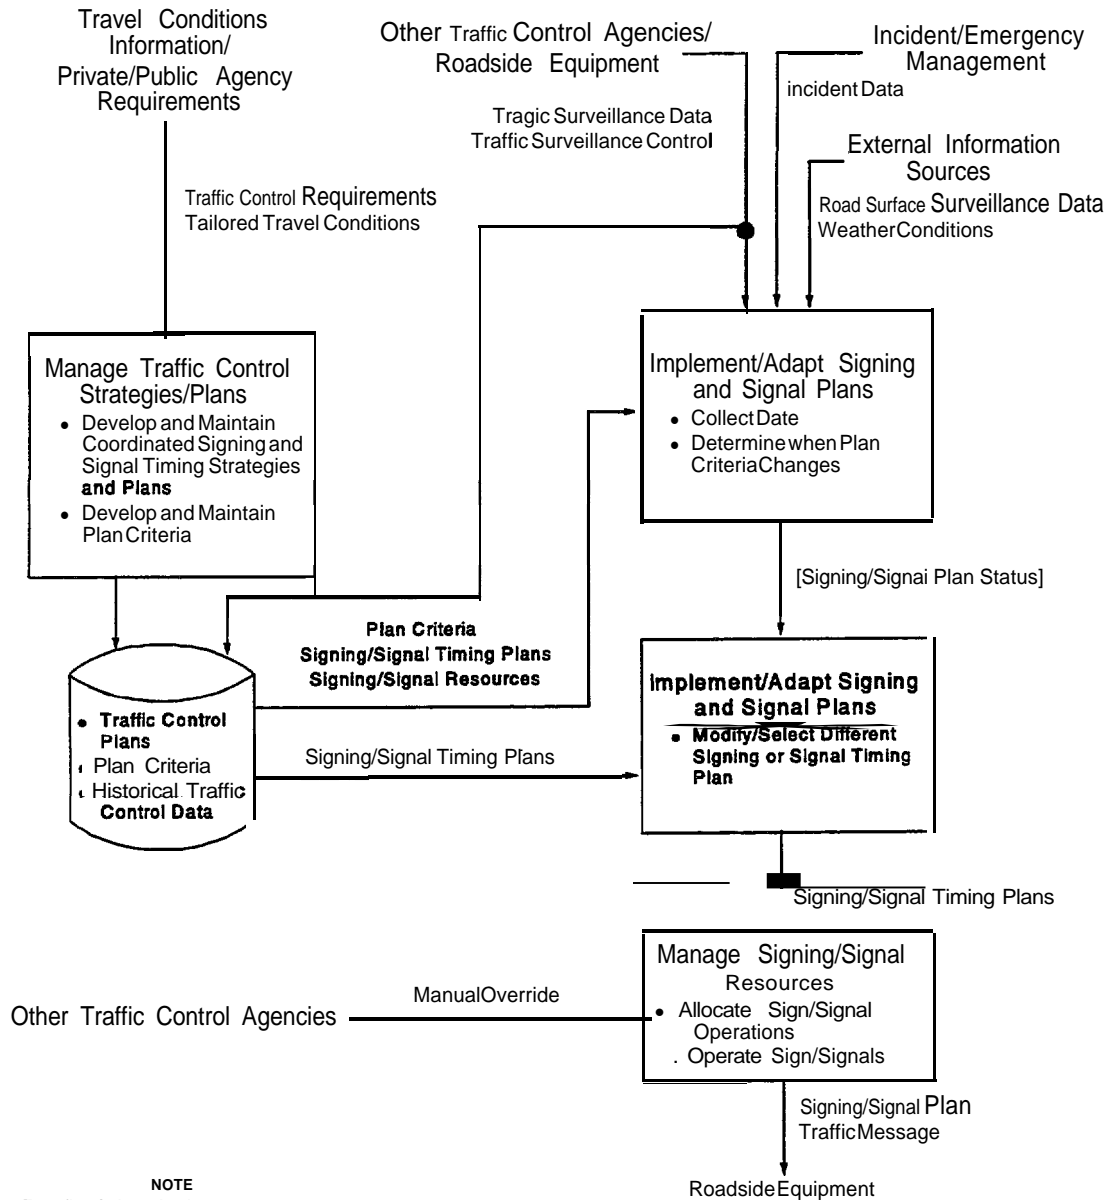 Travel Conditions
Information/
Private/Public Agency
Requirements
Other Traffic Control Agencies/
Roadside Equipment
Incident/Emergency
Management
incident Data
Tragic Surveillance Data
Traffic Surveillance Control
External Information
Sources
Road Surface Surveillance Data
Weather Conditions
Traffic Control Requirements
Tailored Travel Conditions
Manage Traffic Control
Strategies/Plans
• Develop and Maintain
Coordinated Signing and
Signal Timing Strategies
and Plans
• Develop and Maintain
Plan Criteria
Implement/Adapt Signing
and Signal Plans
• Collect Date
• Determine when Plan
Criteria Changes
[Signing/Signai Plan Status]
Plan Criteria
Signing/Signal Timing Plans
Signing/Signal Resources
implement/Adapt Signing
and Signal Plans
• Modify/Select Different
Signing or Signal Timing
Plan
• Traffic Control
Plans
Plan Criteria
Historical Traffic
Control Data
Signing/Signal Timing Plans
Signing/Signal Timing Plans
Manage Signing/Signal
Resources
• Allocate Sign/Signal
Operations
. Operate Sign/Signals
Other Traffic Control Agencies
Manual Override
Signing/Signal Plan
Traffic Message
Roadside Equipment
NOTE